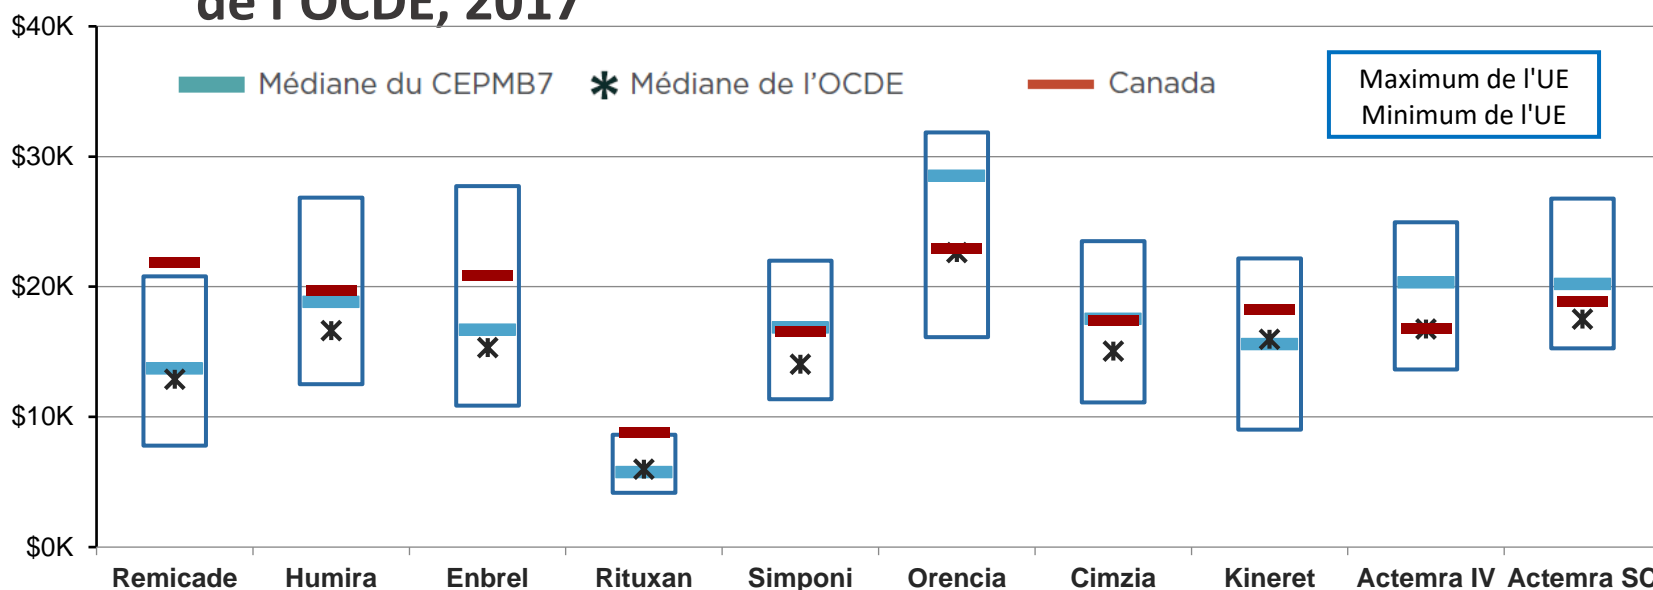 de l'OCDE, 2017
$40K
Médiane du CEPMB7
Médiane de l'OCDE
Canada
Maximum de l'UE
Minimum de l'UE
$30K
$20K
$10K
$0K
Remicade Humira Enbrel Rituxan Simponi Orencia Cimzia Kineret Actemra IV Actemra SC